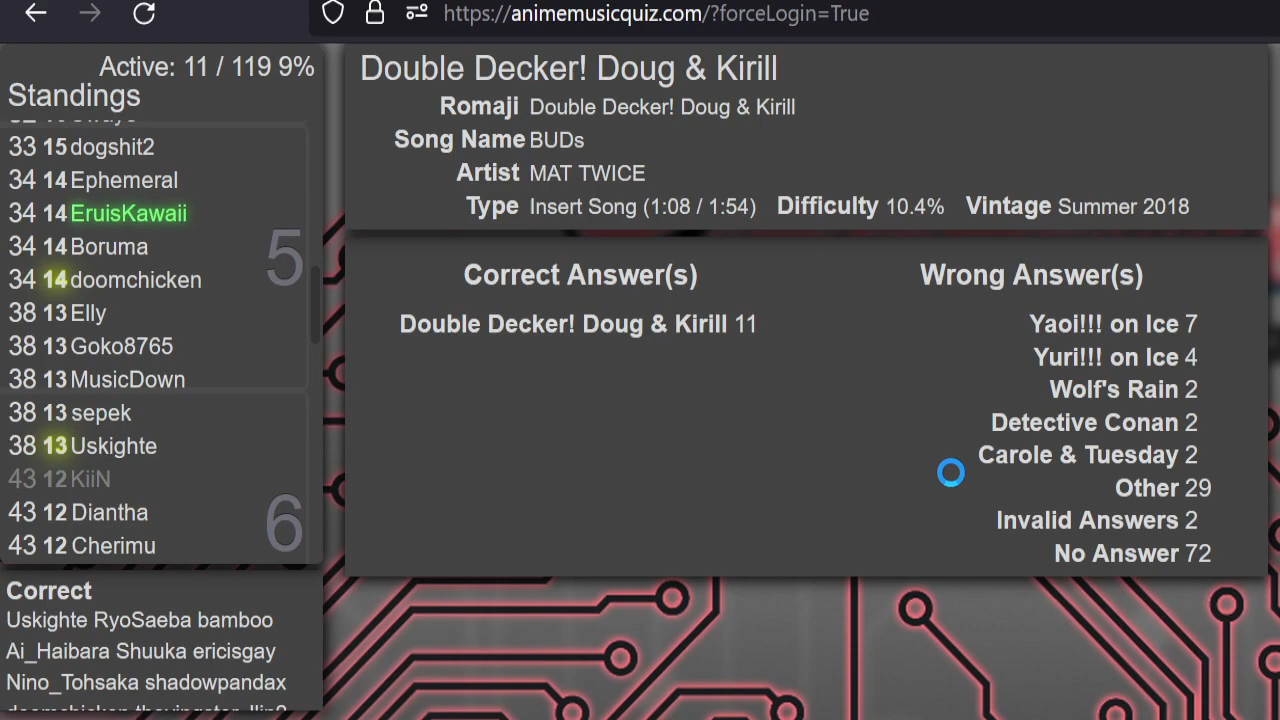 https://animemusicquiz.com/?forceLogin=True
Active: 11 / 119 9%
Standings
33 15 dogshit2
34 14 Ephemeral
34 14 EruisKawaii
34 14 Boruma
34 14 doomchicken
5
38 13 Elly
38 13 Goko8765
38 13 MusicDown
38 13 sepek
38 13 Uskighte
43 12 KiiN
43 12 Diantha
43 12 Cherimu
6
Correct
Uskighte RyoSaeba bamboo
Ai_Haibara Shuuka ericisgay
Nino_Tohsaka shadowpandax
Double Decker! Doug & Kirill
Romaji Double Decker! Doug & Kirill
Song Name BUDs
Artist MAT TWICE
Type Insert Song (1:08 / 1:54) Difficulty 10.4% Vintage Summer 2018
Correct Answer(s)
Double Decker! Doug & Kirill 11
Wrong Answer(s)
Yaoi!!! on Ice 7
Yuri!!! on Ice 4
Wolf's Rain 2
Detective Conan 2
Carole & Tuesday 2
Other 29
Invalid Answers 2
No Answer 72